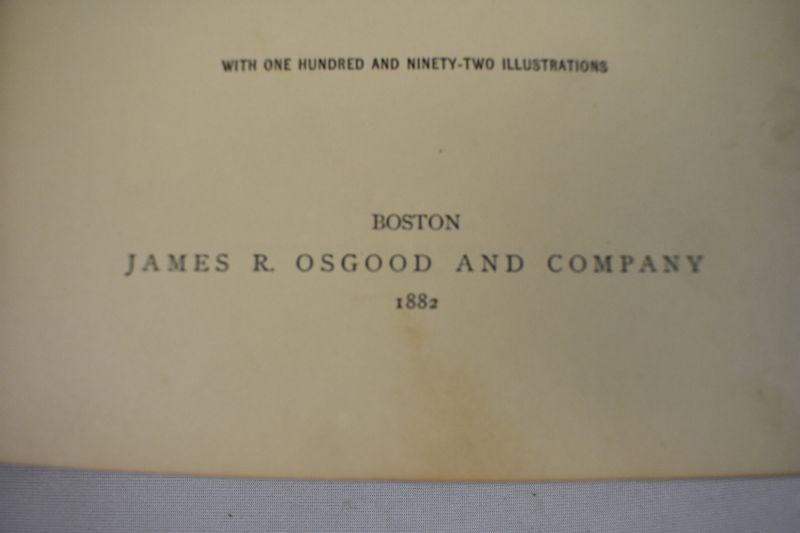 WITH ONE HUNDRED AND NINETY-TWO ILLUSTRATIONS
BOSTON
JAMES R. OSGOOD AND COMPANY
1882